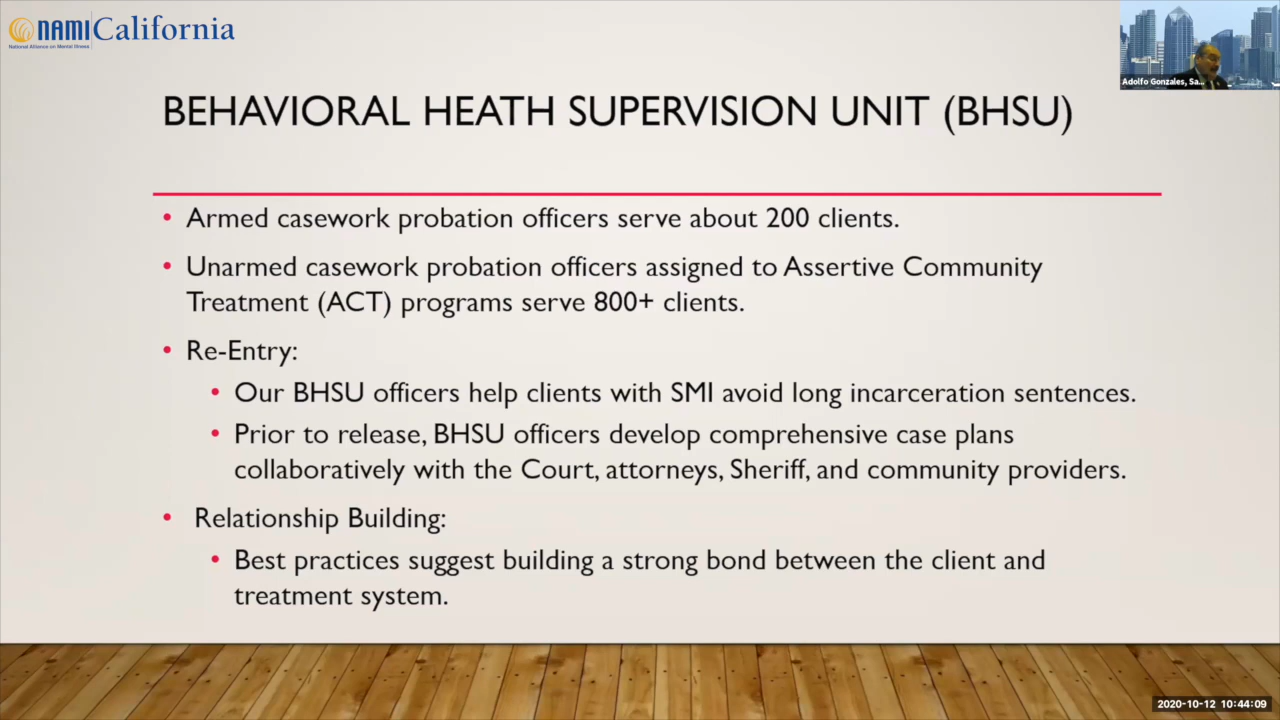 NAMI California
National Alliance on Mental Illness
Adolfo Gonzales, Sa...
BEHAVIORAL HEATH SUPERVISION UNIT (BHSU)
• Armed casework probation officers serve about 200 clients.
• Unarmed casework probation officers assigned to Assertive Community
Treatment (ACT) programs serve 800+ clients.
• Re-Entry:
• Our BHSU officers help clients with SMI avoid long incarceration sentences.
• Prior to release, BHSU officers develop comprehensive case plans
collaboratively with the Court, attorneys, Sheriff, and community providers.
• Relationship Building:
• Best practices suggest building a strong bond between the client and
treatment system.
2020-10-12 10:44:09